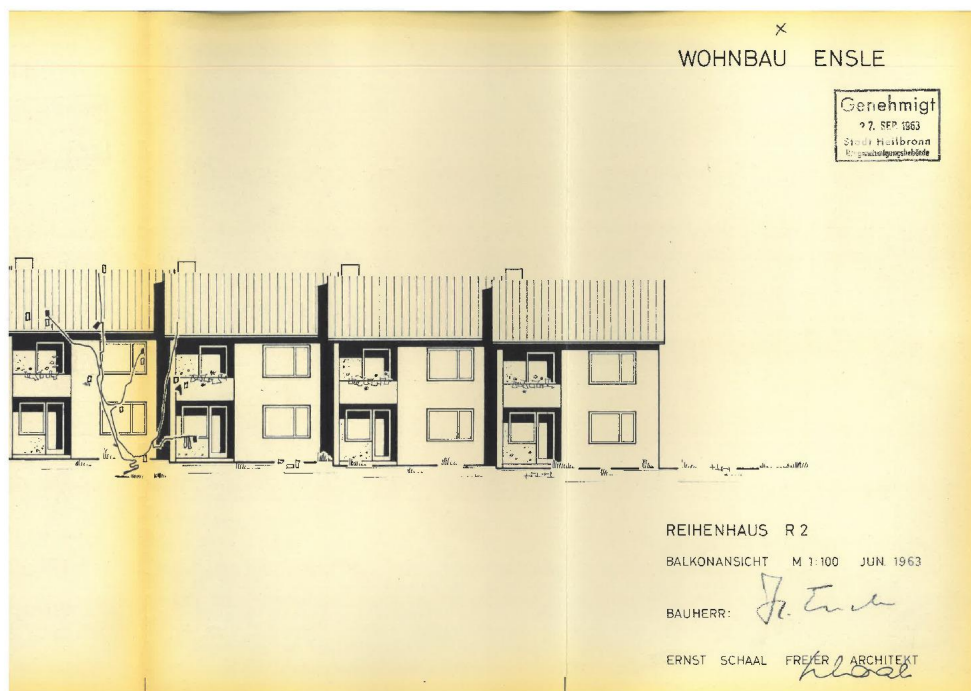 x
WOHNBAU ENSLE
Genehmigt
27. SEP. 1963
Stadt Heilbronn
REIHENHAUS R 2
BALKONANSICHT M 1:100 JUN. 1963
BAUHERR:
ERNST SCHAAL FREIER ARCHITEKT
Schaal